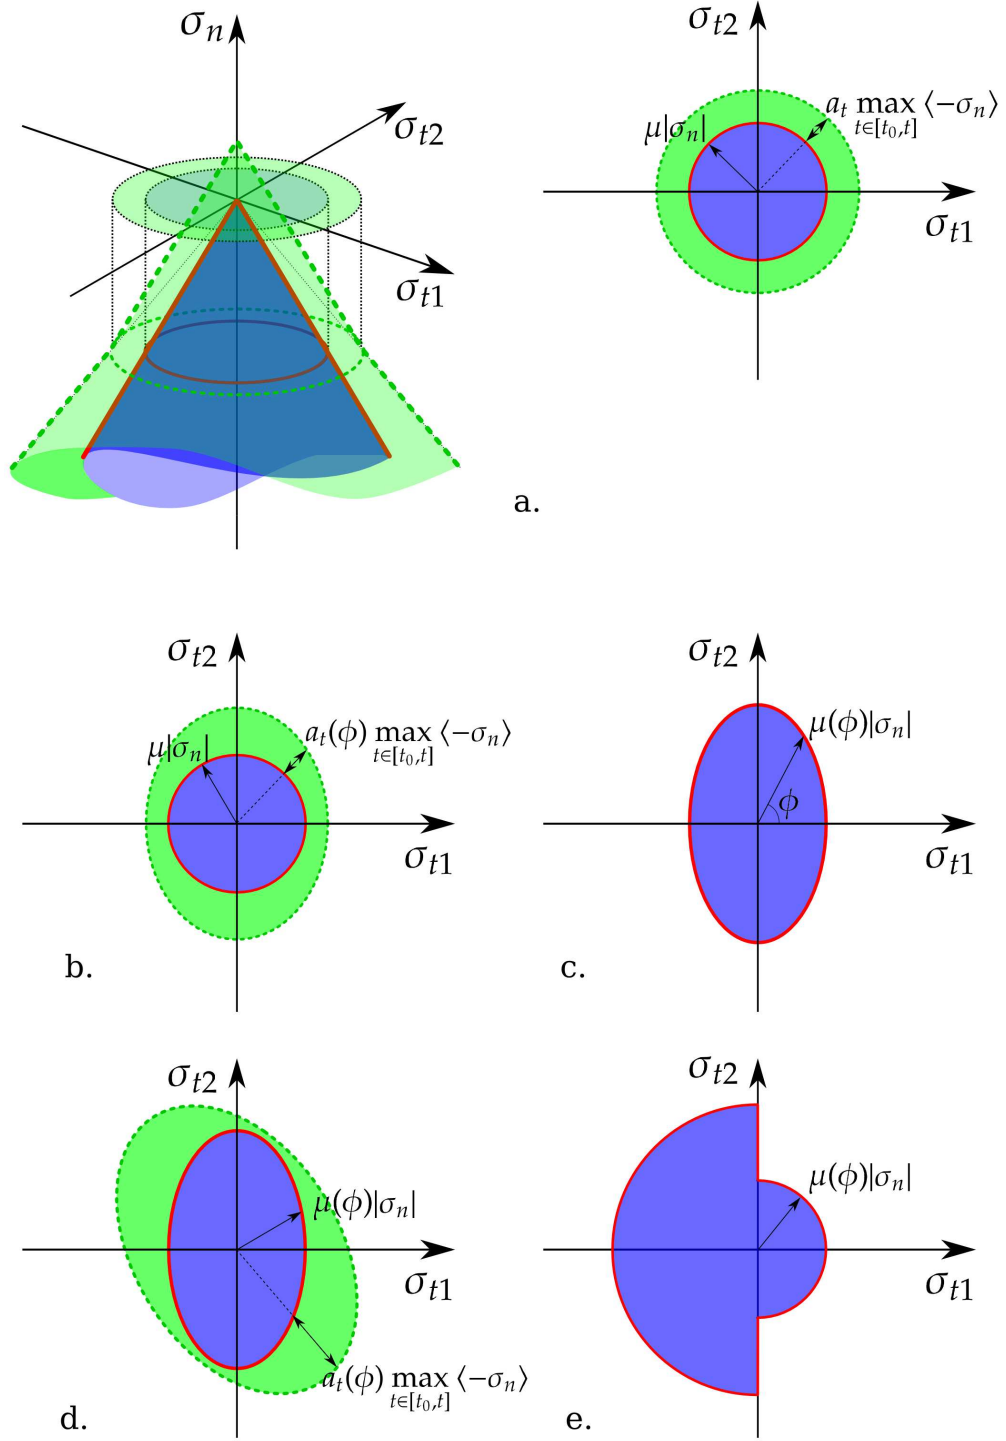 σₙ
σₜ₂
σₜ₁
σₜ₂
aₜ max ⟨−σₙ⟩
t∈[t₀,t]
μ|σₙ|
σₜ₁
a.
σₜ₂
aₜ(ϕ) max ⟨−σₙ⟩
t∈[t₀,t]
μ|σₙ|
σₜ₁
b.
σₜ₂
μ(ϕ)|σₙ|
ϕ
σₜ₁
c.
σₜ₂
μ(ϕ)|σₙ|
σₜ₁
aₜ(ϕ) max ⟨−σₙ⟩
t∈[t₀,t]
d.
σₜ₂
μ(ϕ)|σₙ|
σₜ₁
e.